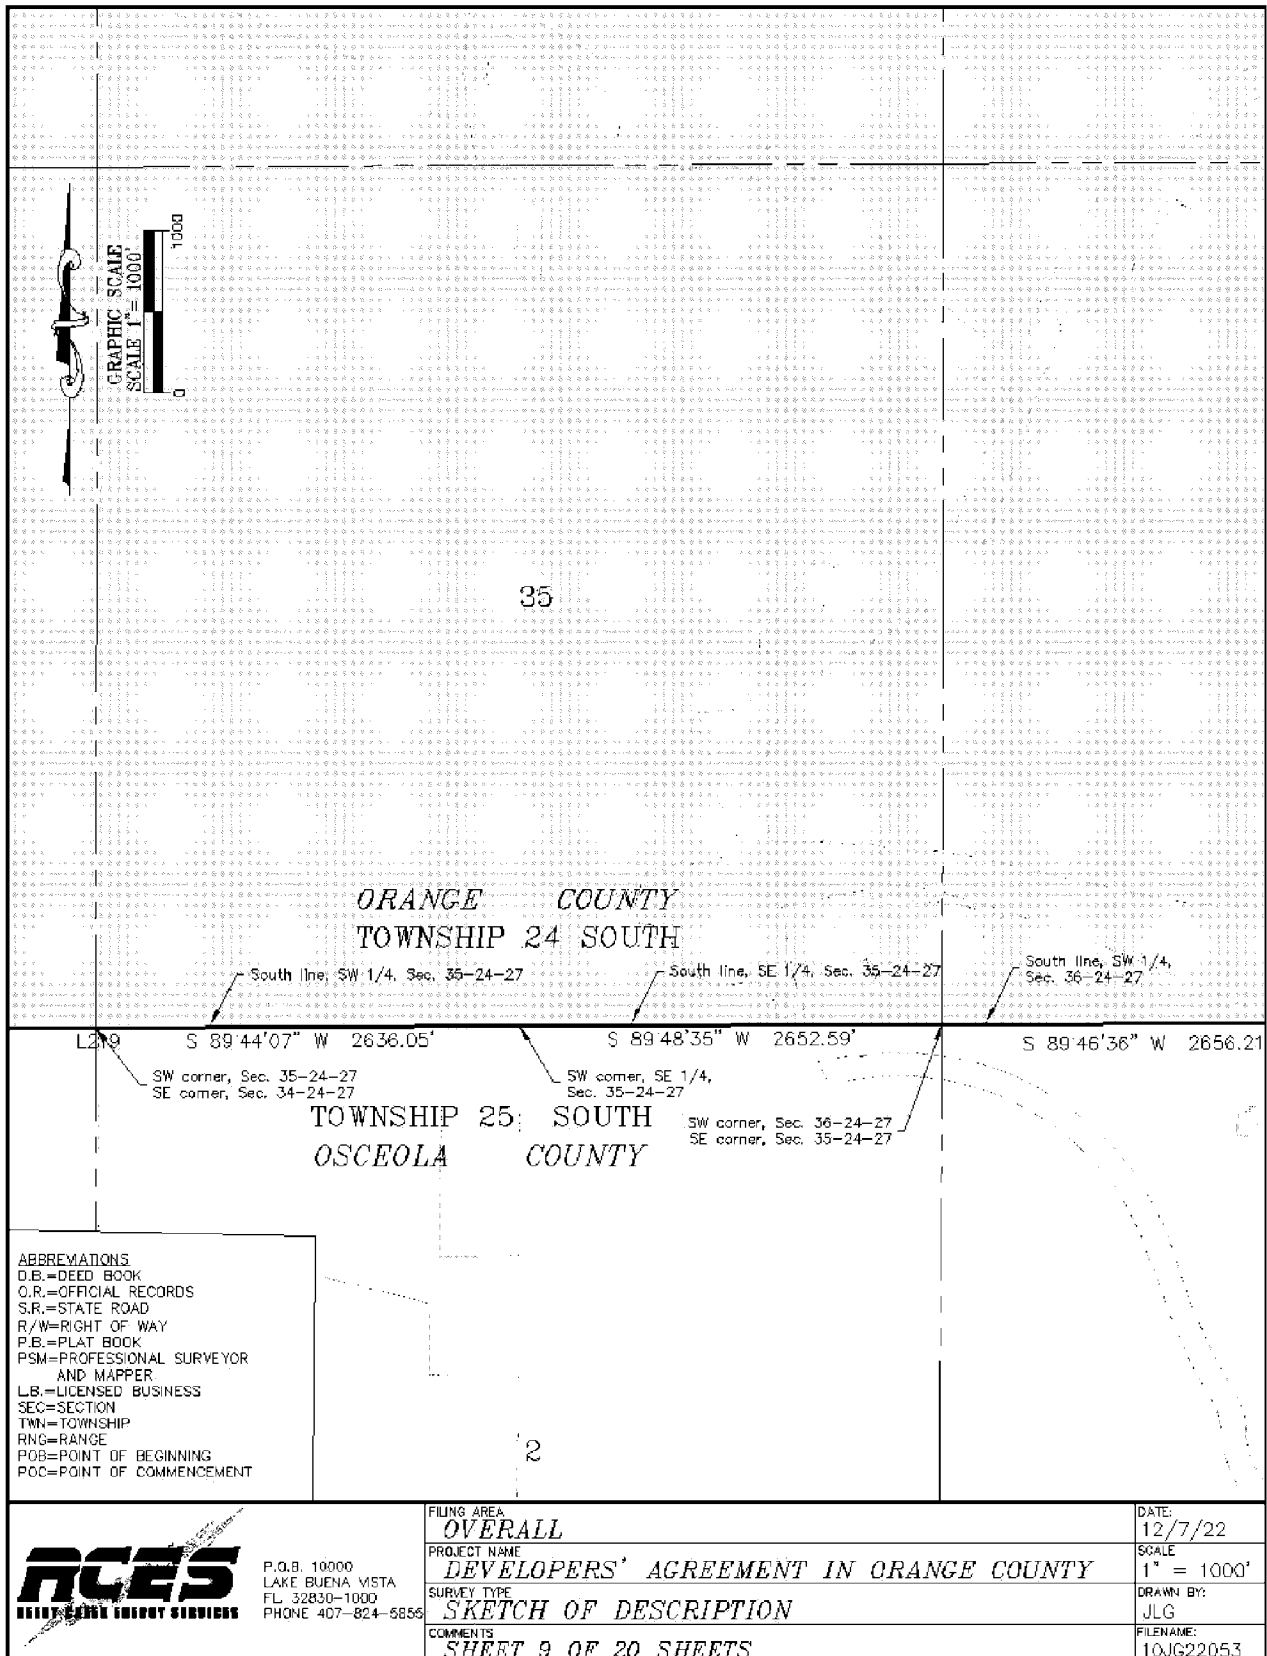 GRAPHIC SCALE
SCALE 1"= 1000'
1000
0
35
ORANGE COUNTY
TOWNSHIP 24 SOUTH
South line, SW 1/4, Sec. 35-24-27
South line, SE 1/4, Sec. 35-24-27
South line, SW 1/4,
Sec. 36-24-27
L219
S 89°44'07" W 2636.05'
S 89°48'35" W 2652.59'
S 89°46'36" W 2656.21
SW corner, Sec. 35-24-27
SE corner, Sec. 34-24-27
SW corner, SE 1/4,
Sec. 35-24-27
SW corner, Sec. 36-24-27
SE corner, Sec. 35-24-27
TOWNSHIP 25 SOUTH
OSCEOLA COUNTY
ABBREVIATIONS
D.B.=DEED BOOK
O.R.=OFFICIAL RECORDS
S.R.=STATE ROAD
R/W=RIGHT OF WAY
P.B.=PLAT BOOK
PSM=PROFESSIONAL SURVEYOR
AND MAPPER
L.B.=LICENSED BUSINESS
SEC=SECTION
TWN=TOWNSHIP
RNG=RANGE
POB=POINT OF BEGINNING
POC=POINT OF COMMENCEMENT
2
RCES
REEDY CREEK ENERGY SERVICES
P.O.B. 10000
LAKE BUENA VISTA
FL 32830-1000
PHONE 407-824-5855
FILING AREA
OVERALL
PROJECT NAME
DEVELOPERS' AGREEMENT IN ORANGE COUNTY
SURVEY TYPE
SKETCH OF DESCRIPTION
COMMENTS
SHEET 9 OF 20 SHEETS
DATE:
12/7/22
SCALE
1" = 1000'
DRAWN BY:
JLG
FILENAME:
10JG22053